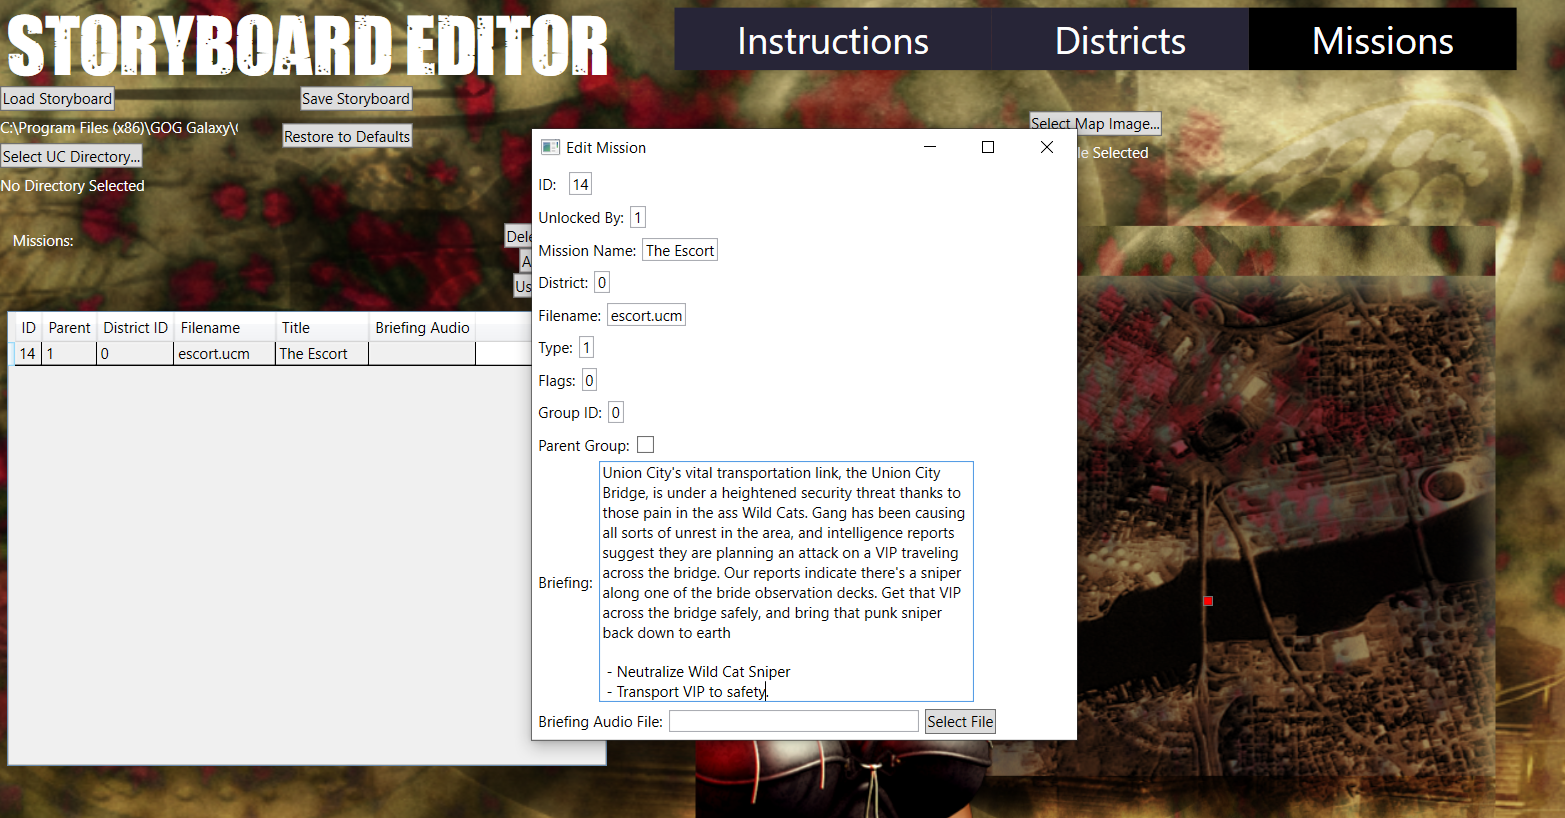 STORYBOARD EDITOR
Instructions
Districts
Missions
Load Storyboard
Save Storyboard
C:\Program Files (x86)\GOG Galaxy\
Restore to Defaults
Select UC Directory...
No Directory Selected
Select Map Image...
Selected
Missions:
ID Parent District ID Filename Title Briefing Audio
14 1 0 escort.ucm The Escort
Edit Mission
ID: 14
Unlocked By: 1
Mission Name: The Escort
District: 0
Filename: escort.ucm
Type: 1
Flags: 0
Group ID: 0
Parent Group:
Briefing:
Union City's vital transportation link, the Union City
Bridge, is under a heightened security threat thanks to
those pain in the ass Wild Cats. Gang has been causing
all sorts of unrest in the area, and intelligence reports
suggest they are planning an attack on a VIP traveling
across the bridge. Our reports indicate there's a sniper
along one of the bride observation decks. Get that VIP
across the bridge safely, and bring that punk sniper
back down to earth
- Neutralize Wild Cat Sniper
- Transport VIP to safety.
Briefing Audio File:
Select File